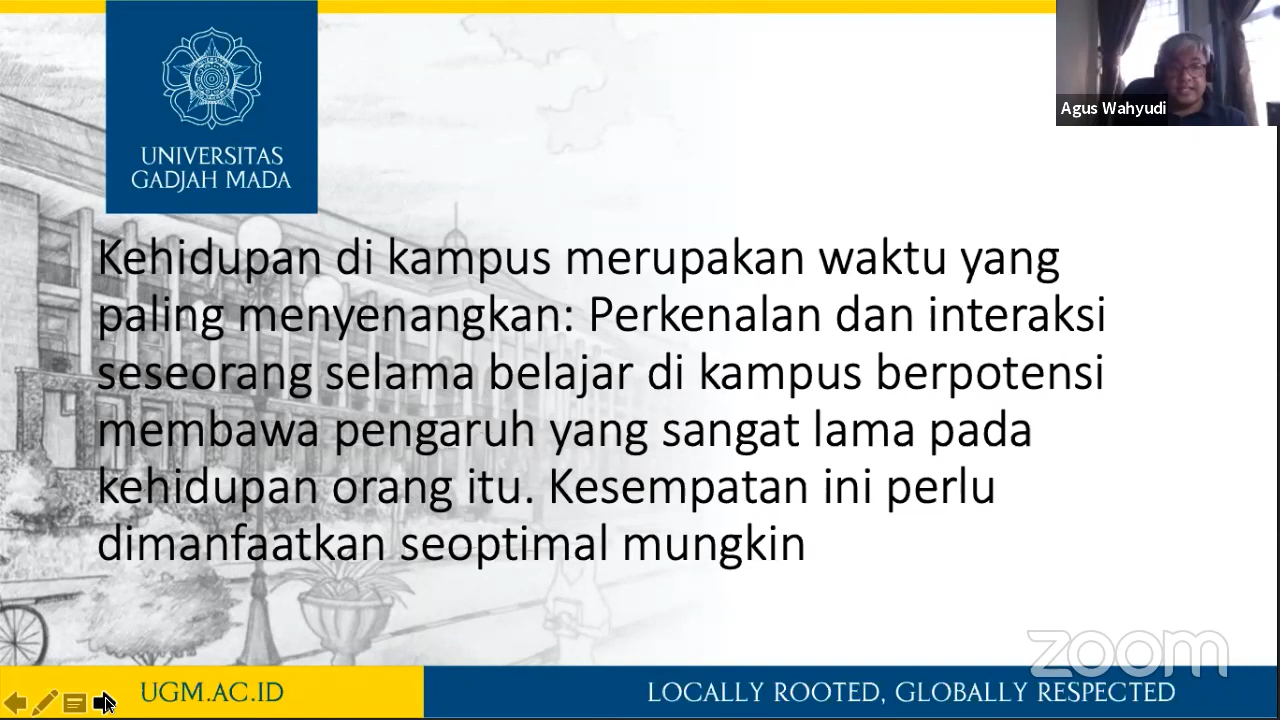 UNIVERSITAS
GADJAH MADA
Agus Wahyudi
Kehidupan di kampus merupakan waktu yang
paling menyenangkan: Perkenalan dan interaksi
seseorang selama belajar di kampus berpotensi
membawa pengaruh yang sangat lama pada
kehidupan orang itu. Kesempatan ini perlu
dimanfaatkan seoptimal mungkin
zoom
UGM.AC.ID
LOCALLY ROOTED, GLOBALLY RESPECTED